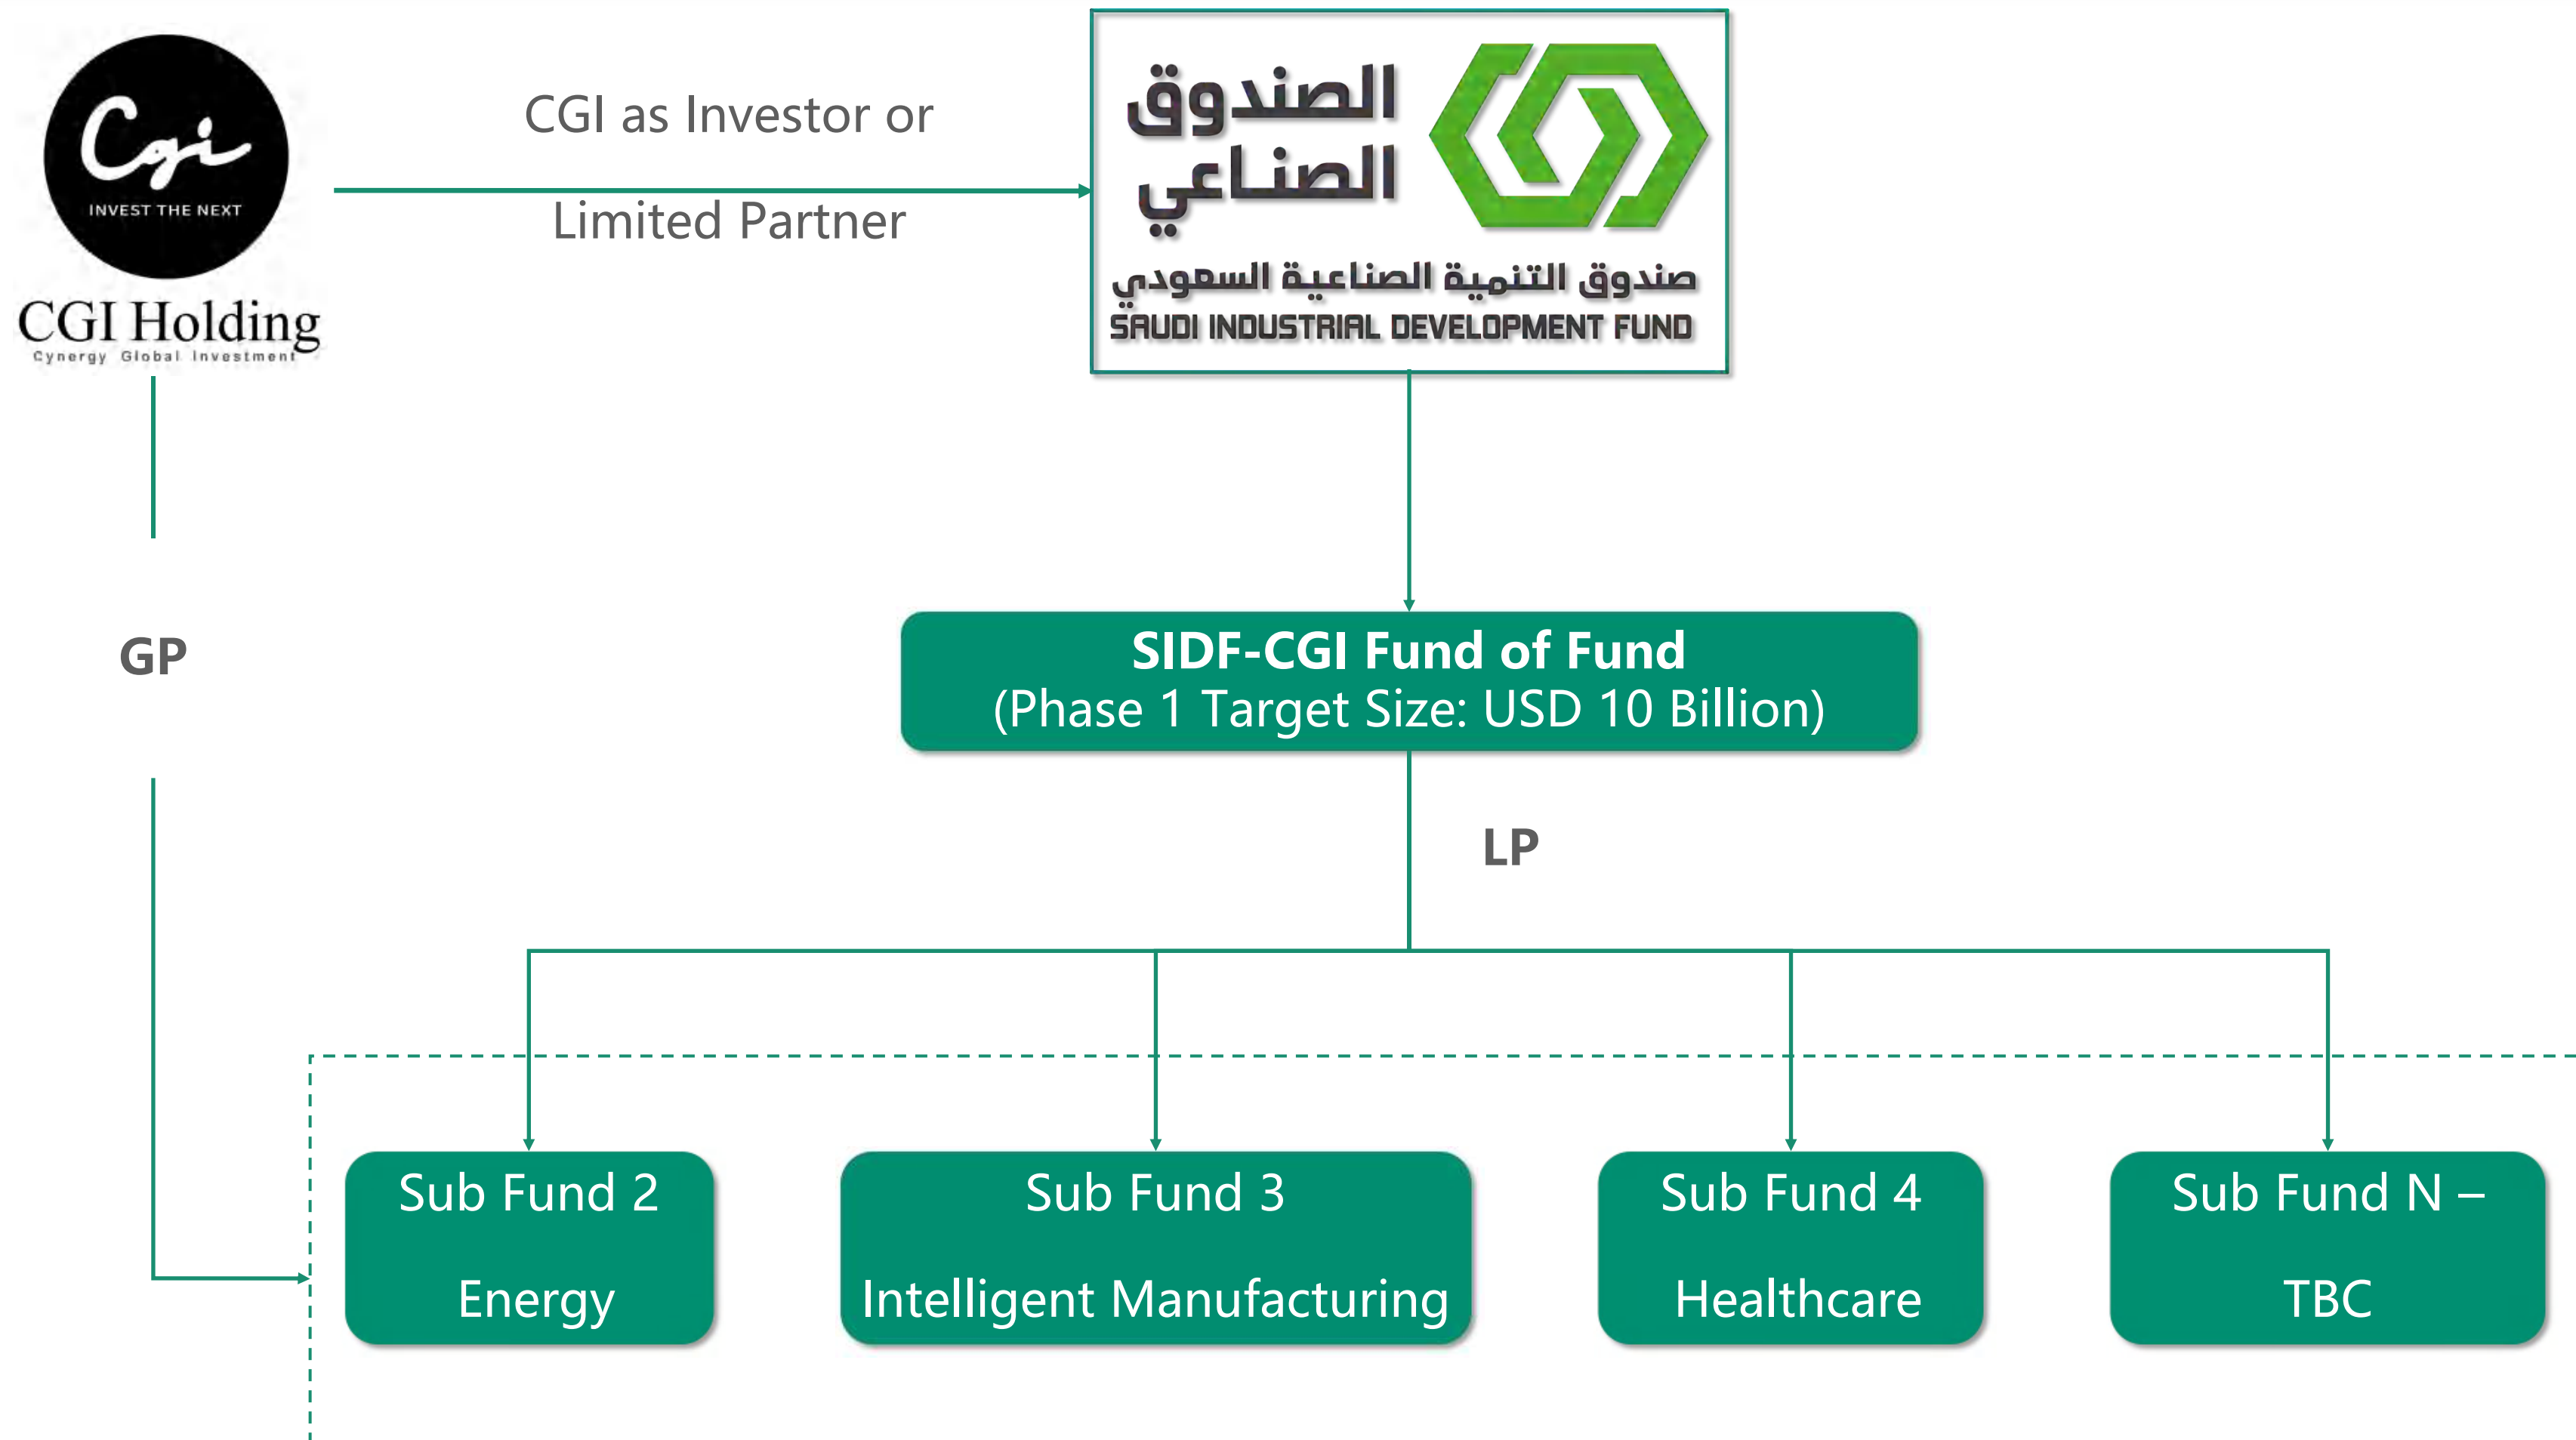 Cgi
INVEST THE NEXT
CGI Holding
Cynergy Global Investment
CGI as Investor or
Limited Partner
الصندوق
الصناعي
صندوق التنمية الصناعية السعودي
SAUDI INDUSTRIAL DEVELOPMENT FUND
GP
SIDF-CGI Fund of Fund
(Phase 1 Target Size: USD 10 Billion)
LP
Sub Fund 2
Energy
Sub Fund 3
Intelligent Manufacturing
Sub Fund 4
Healthcare
Sub Fund N –
TBC